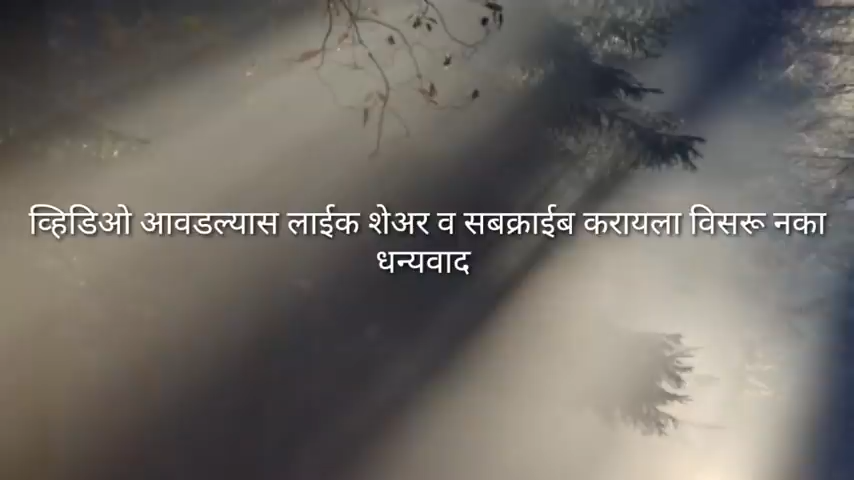 व्हिडिओ आवडल्यास लाईक शेअर व सबक्राईब करायला विसरू नका
धन्यवाद